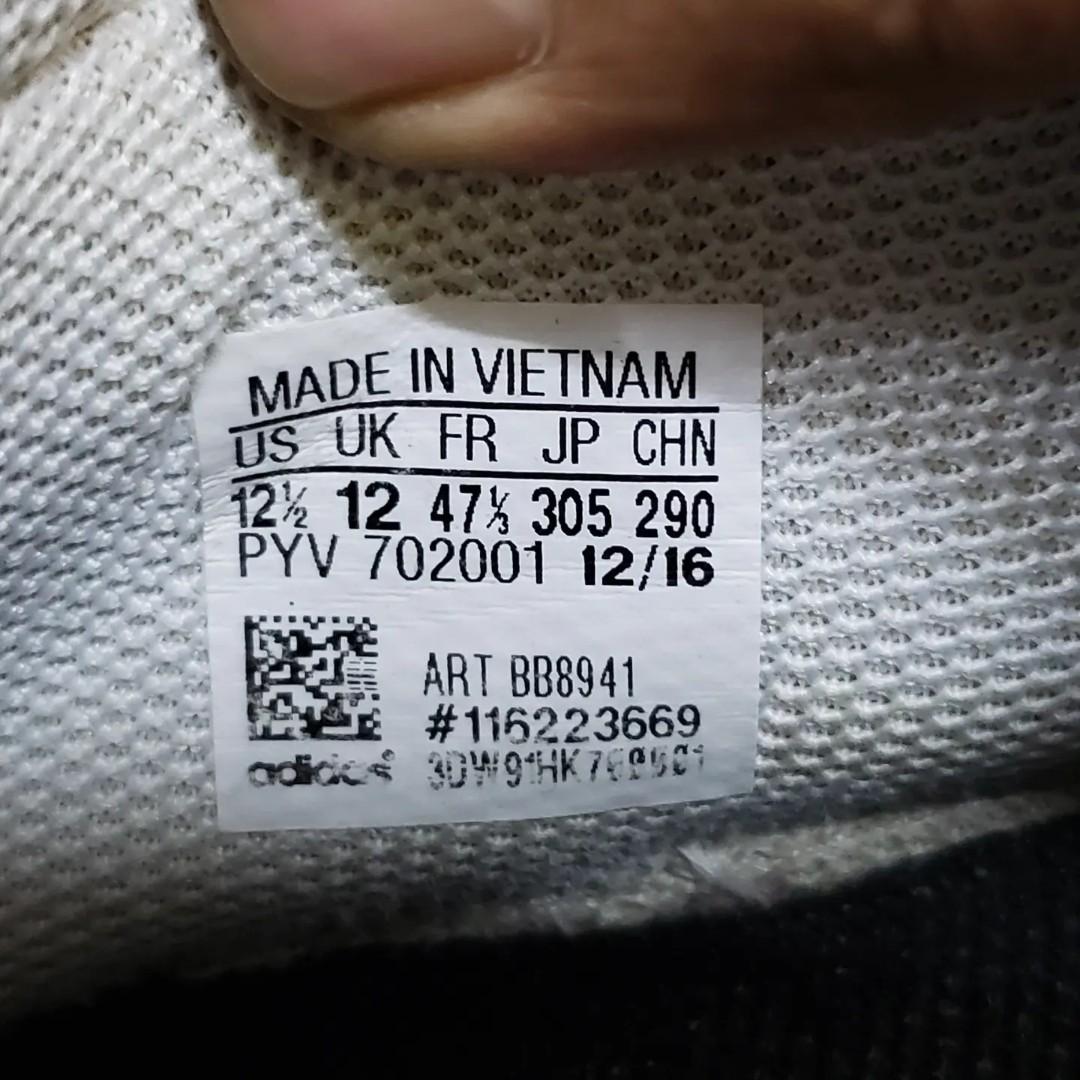 MADE IN VIETNAM
US UK FR JP CHN
12½ 12 47⅓ 305 290
PYV 702001 12/16
ART BB8941
#116223669
adidas®